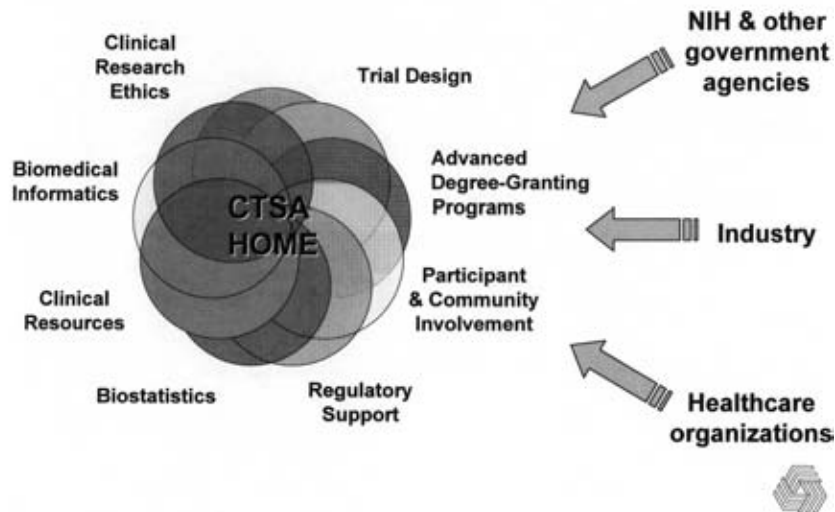 Clinical
Research
Ethics
Trial Design
Biomedical
Informatics
CTSA
HOME
Advanced
Degree-Granting
Programs
Clinical
Resources
Participant
& Community
Involvement
Biostatistics
Regulatory
Support
NIH & other
government
agencies
Industry
Healthcare
organizations